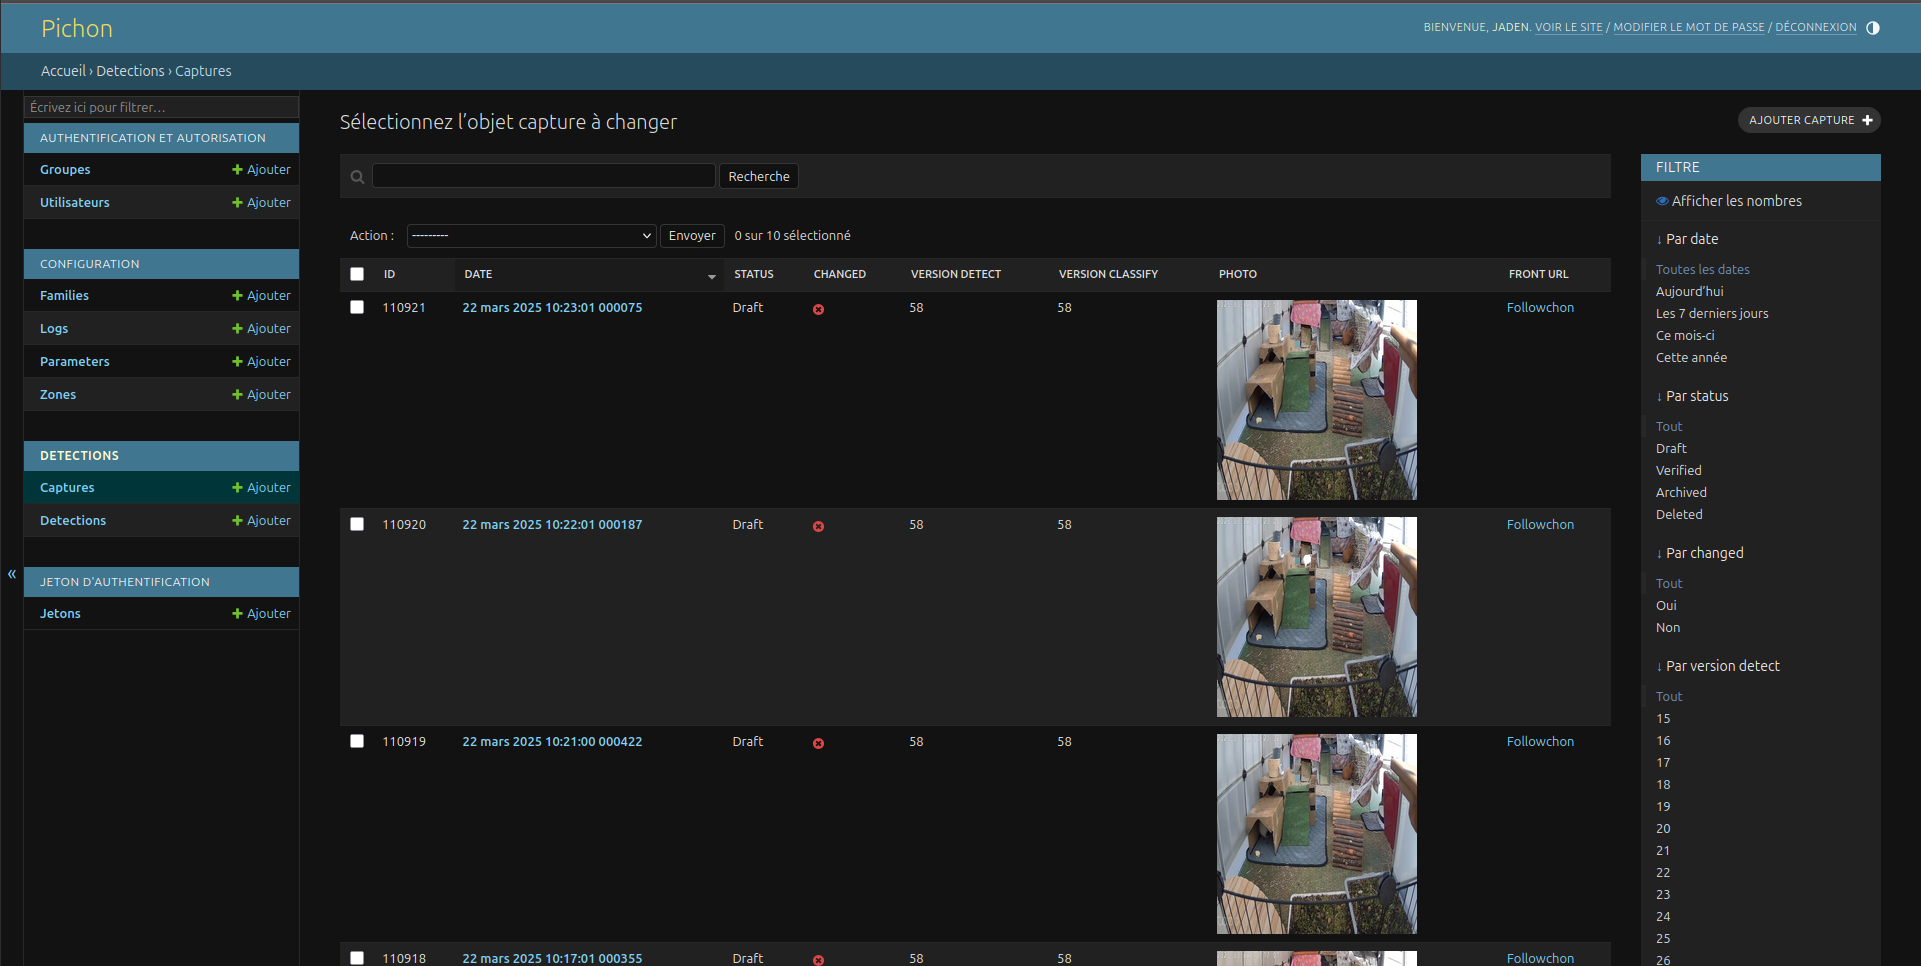 Pichon
BIENVENUE, JADEN. VOIR LE SITE / MODIFIER LE MOT DE PASSE / DÉCONNEXION
Accueil › Detections › Captures
Écrivez ici pour filtrer…
AUTHENTIFICATION ET AUTORISATION
Groupes Ajouter
Utilisateurs Ajouter
CONFIGURATION
Families Ajouter
Logs Ajouter
Parameters Ajouter
Zones Ajouter
DETECTIONS
Captures Ajouter
Detections Ajouter
«
JETON D'AUTHENTIFICATION
Jetons Ajouter
Sélectionnez l’objet capture à changer
AJOUTER CAPTURE
Recherche
Action : --------- Envoyer 0 sur 10 sélectionné
ID DATE STATUS CHANGED VERSION DETECT VERSION CLASSIFY PHOTO FRONT URL
110921 22 mars 2025 10:23:01 000075 Draft 58 58 Followchon
110920 22 mars 2025 10:22:01 000187 Draft 58 58 Followchon
110919 22 mars 2025 10:21:00 000422 Draft 58 58 Followchon
110918 22 mars 2025 10:17:01 000355 Draft 58 58 Followchon
FILTRE
Afficher les nombres
↓ Par date
Toutes les dates
Aujourd’hui
Les 7 derniers jours
Ce mois-ci
Cette année
↓ Par status
Tout
Draft
Verified
Archived
Deleted
↓ Par changed
Tout
Oui
Non
↓ Par version detect
Tout
15
16
17
18
19
20
21
22
23
24
25
26